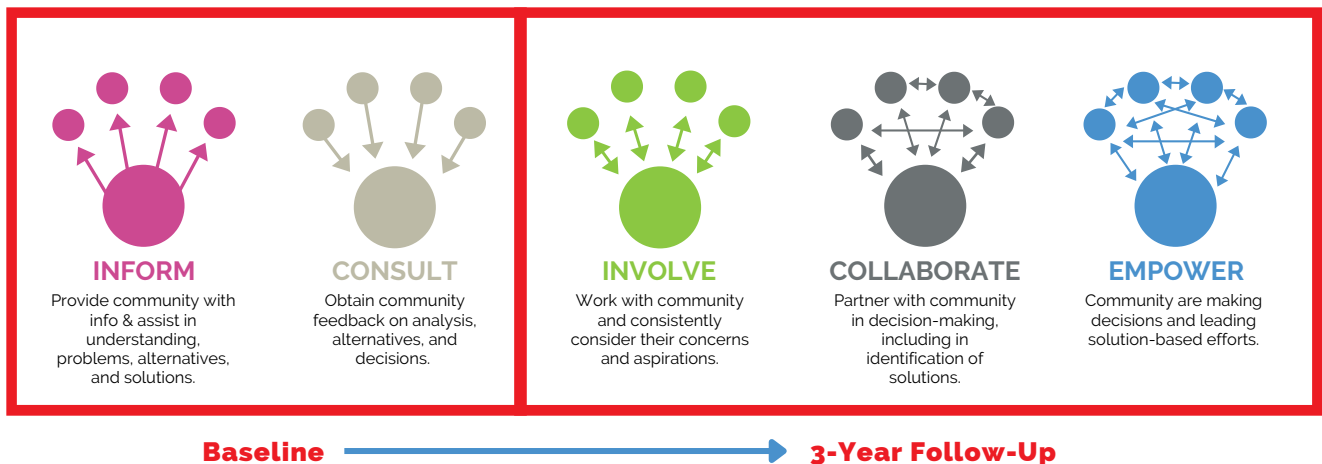 INFORM
Provide community with
info & assist in
understanding,
problems, alternatives,
and solutions.
CONSULT
Obtain community
feedback on analysis,
alternatives, and
decisions.
INVOLVE
Work with community
and consistently
consider their concerns
and aspirations.
COLLABORATE
Partner with community
in decision-making,
including in
identification of
solutions.
EMPOWER
Community are making
decisions and leading
solution-based efforts.
Baseline
3-Year Follow-Up